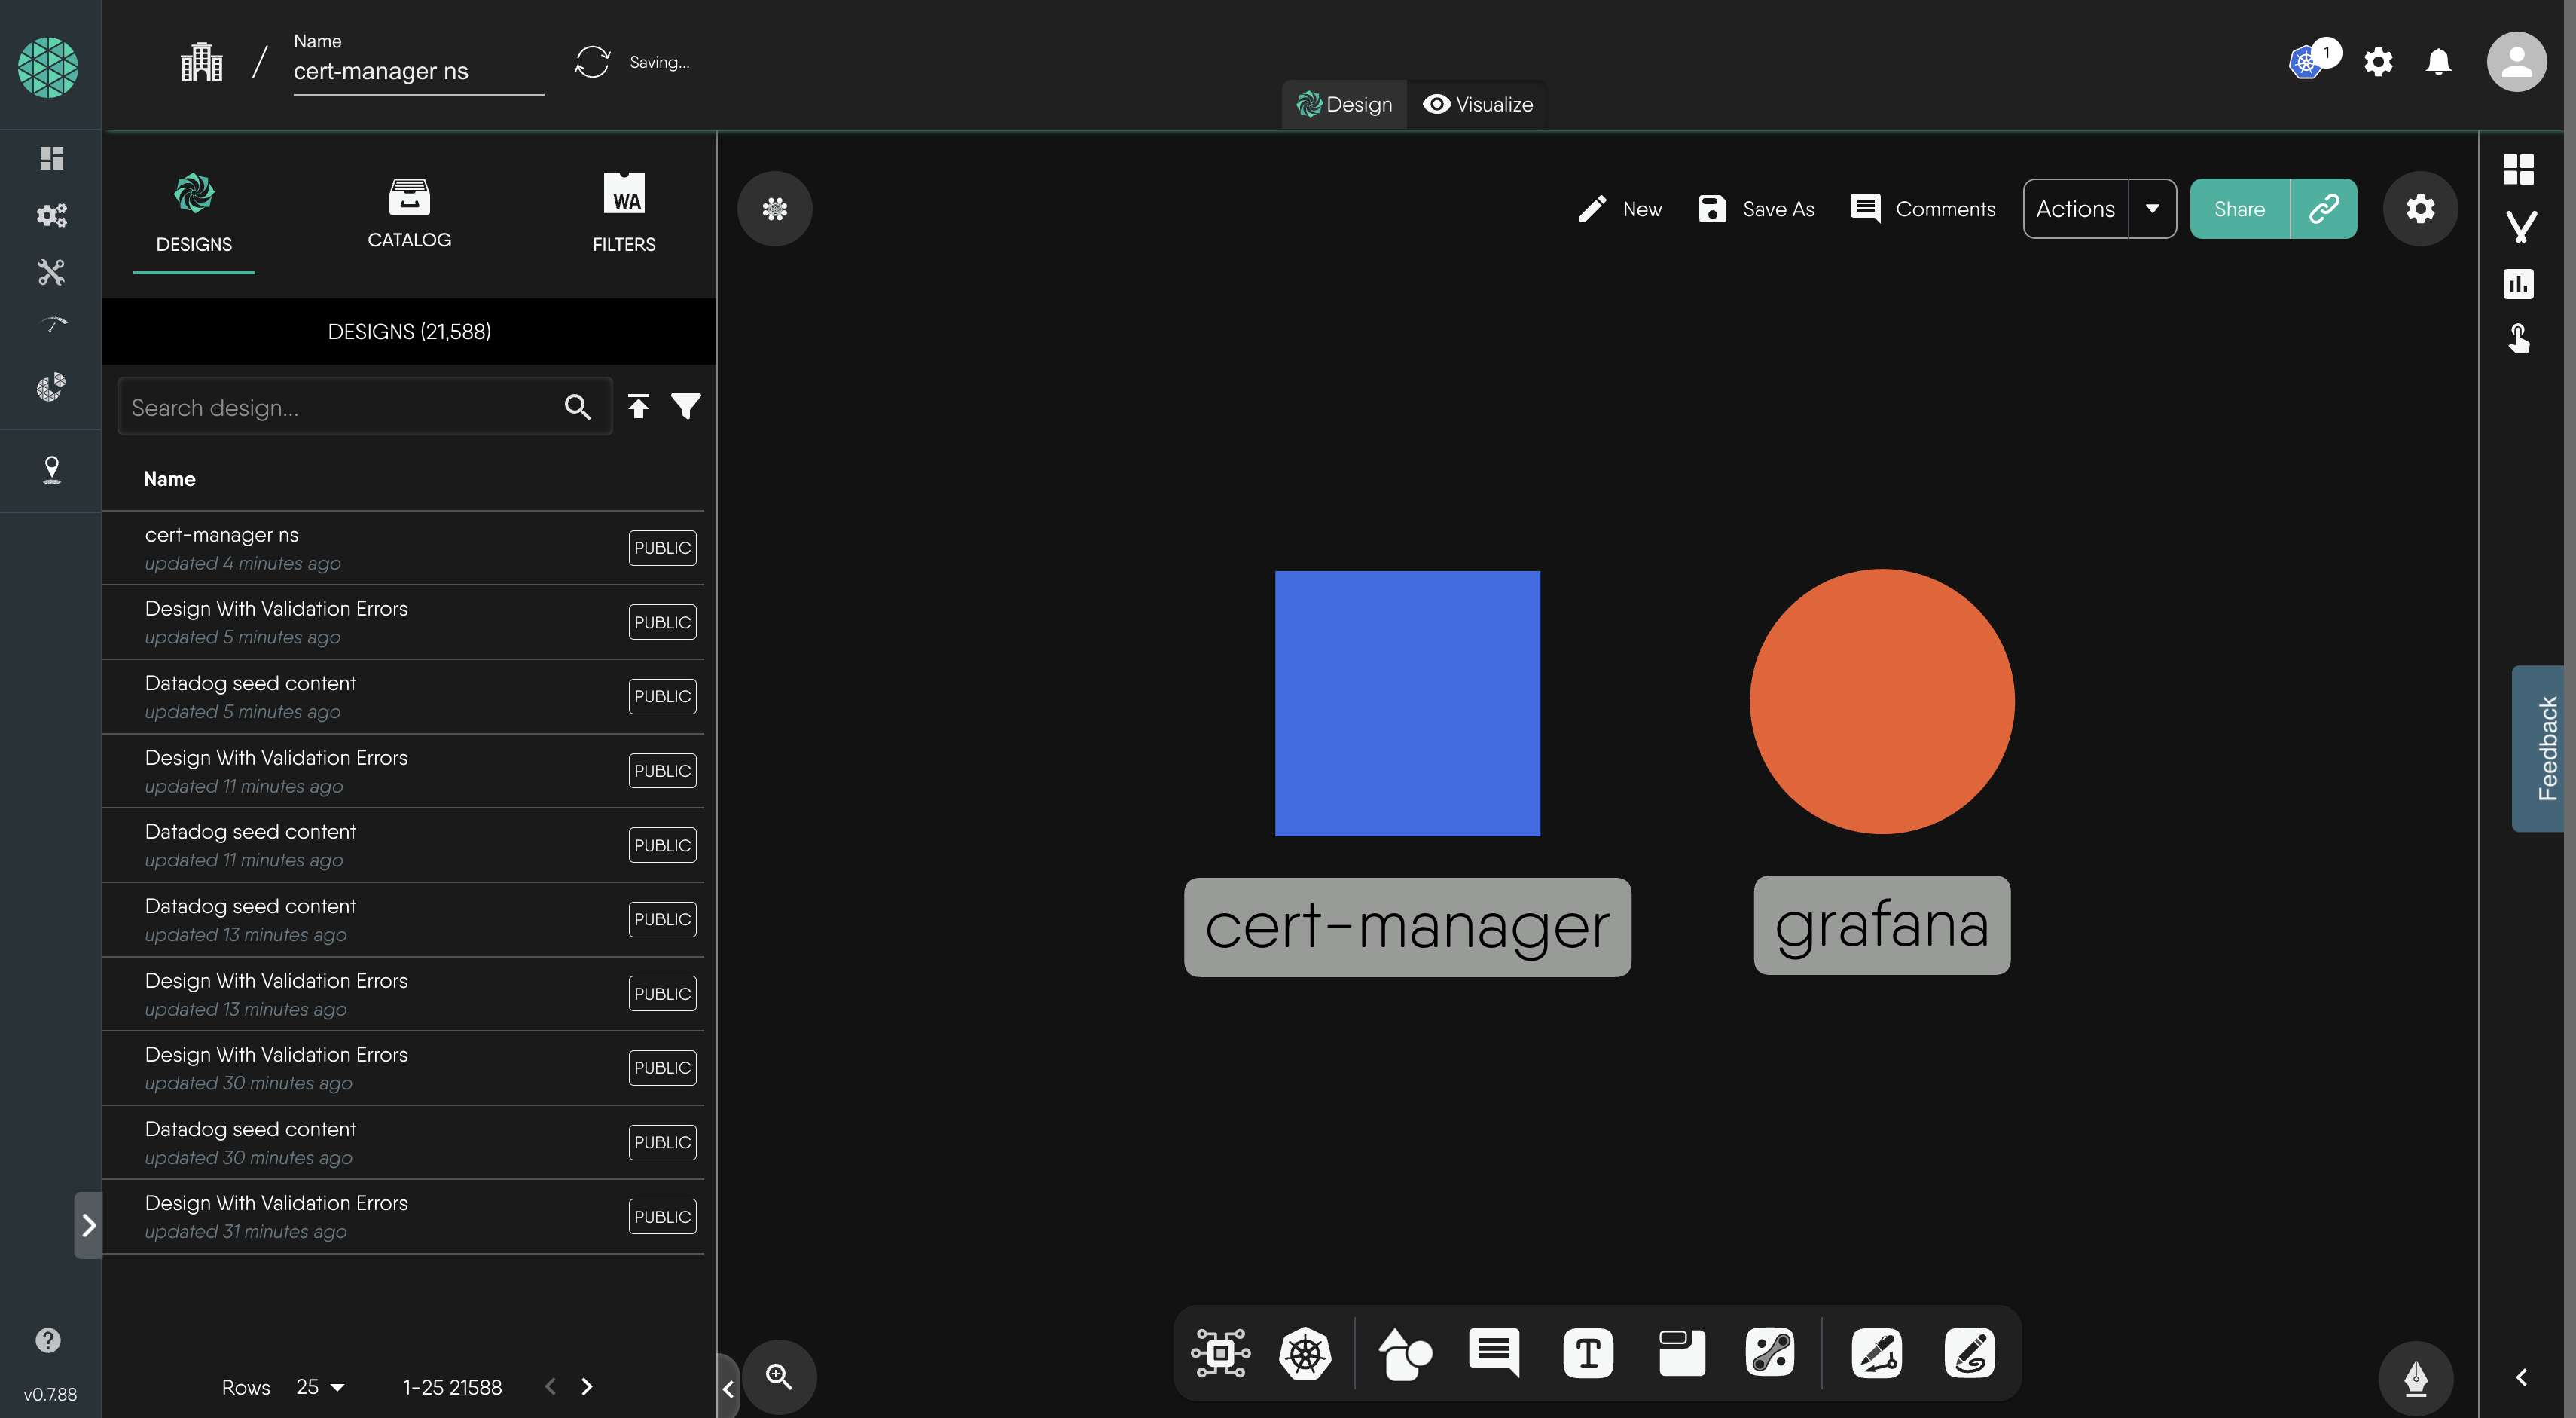 Name
cert-manager ns
Saving...
1
Design
Visualize
DESIGNS
CATALOG
WA
FILTERS
New
Save As
Comments
Actions
Share
DESIGNS (21,588)
Search design...
Name
cert-manager ns
updated 4 minutes ago
PUBLIC
Design With Validation Errors
updated 5 minutes ago
PUBLIC
Datadog seed content
updated 5 minutes ago
PUBLIC
Design With Validation Errors
updated 11 minutes ago
PUBLIC
Datadog seed content
updated 11 minutes ago
PUBLIC
Datadog seed content
updated 13 minutes ago
PUBLIC
Design With Validation Errors
updated 13 minutes ago
PUBLIC
Design With Validation Errors
updated 30 minutes ago
PUBLIC
Datadog seed content
updated 30 minutes ago
PUBLIC
Design With Validation Errors
updated 31 minutes ago
PUBLIC
Rows 25 1-25 21588
v0.7.88
cert-manager
grafana
T
Feedback